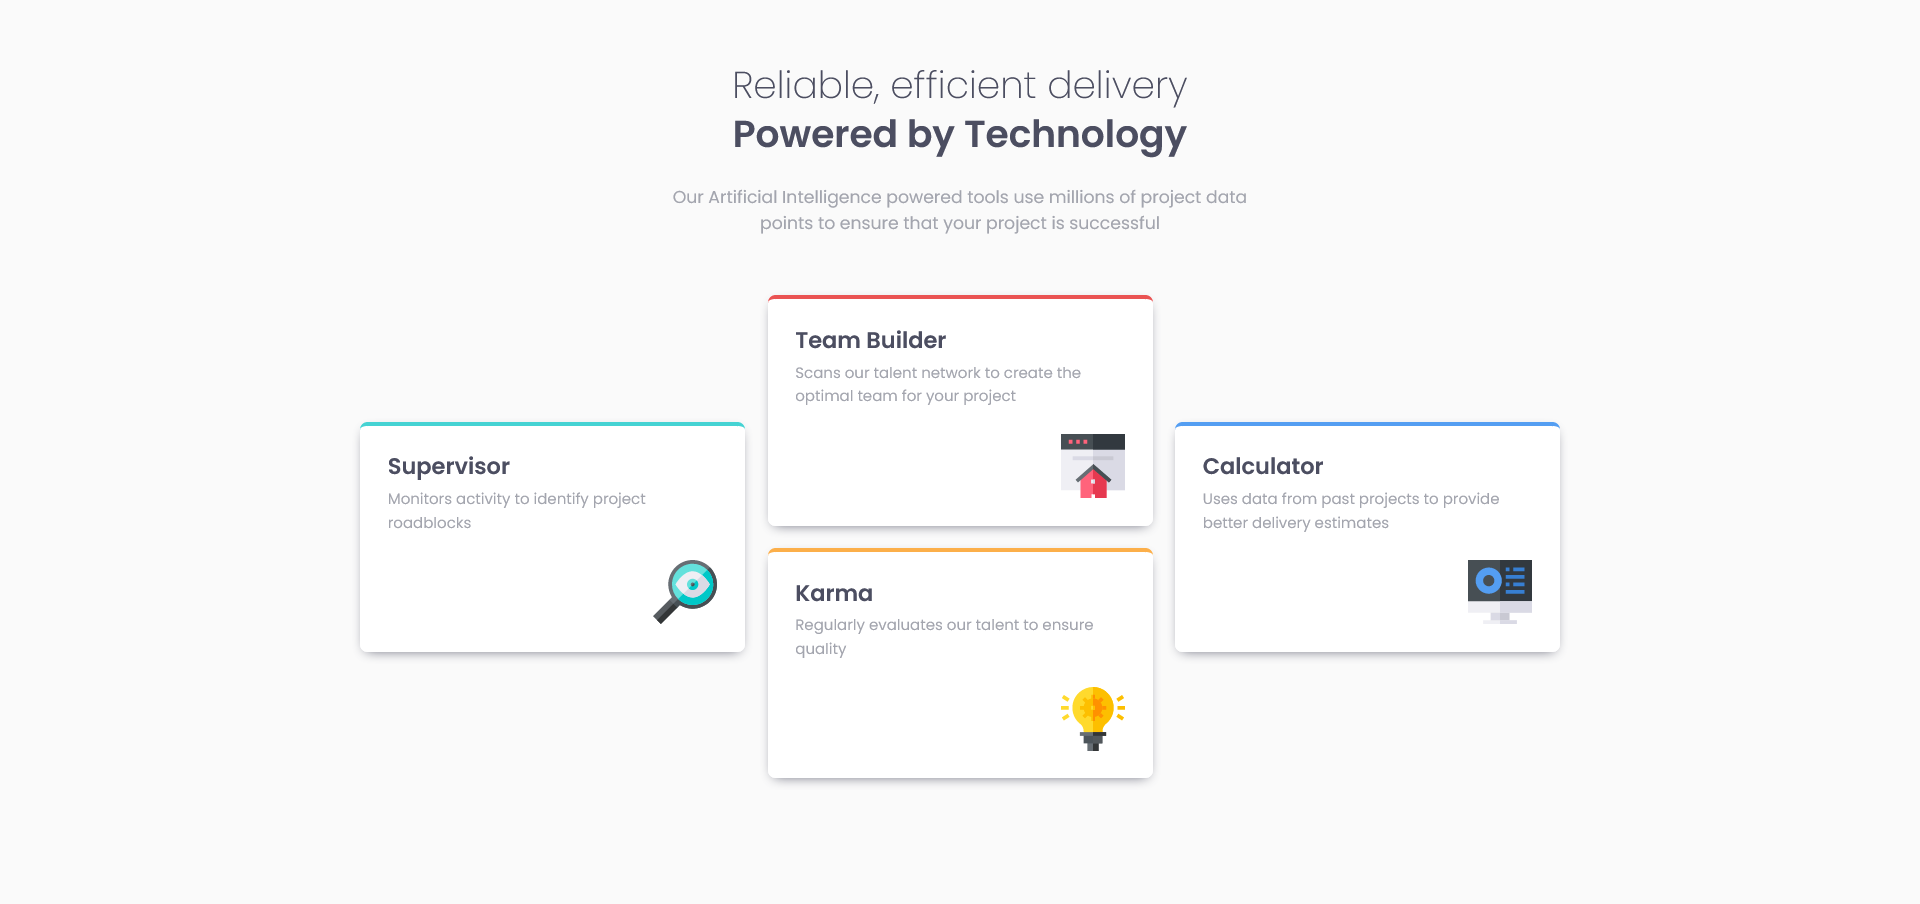 Reliable, efficient delivery
Powered by Technology
Our Artificial Intelligence powered tools use millions of project data
points to ensure that your project is successful
Supervisor
Monitors activity to identify project
roadblocks
Team Builder
Scans our talent network to create the
optimal team for your project
Karma
Regularly evaluates our talent to ensure
quality
Calculator
Uses data from past projects to provide
better delivery estimates